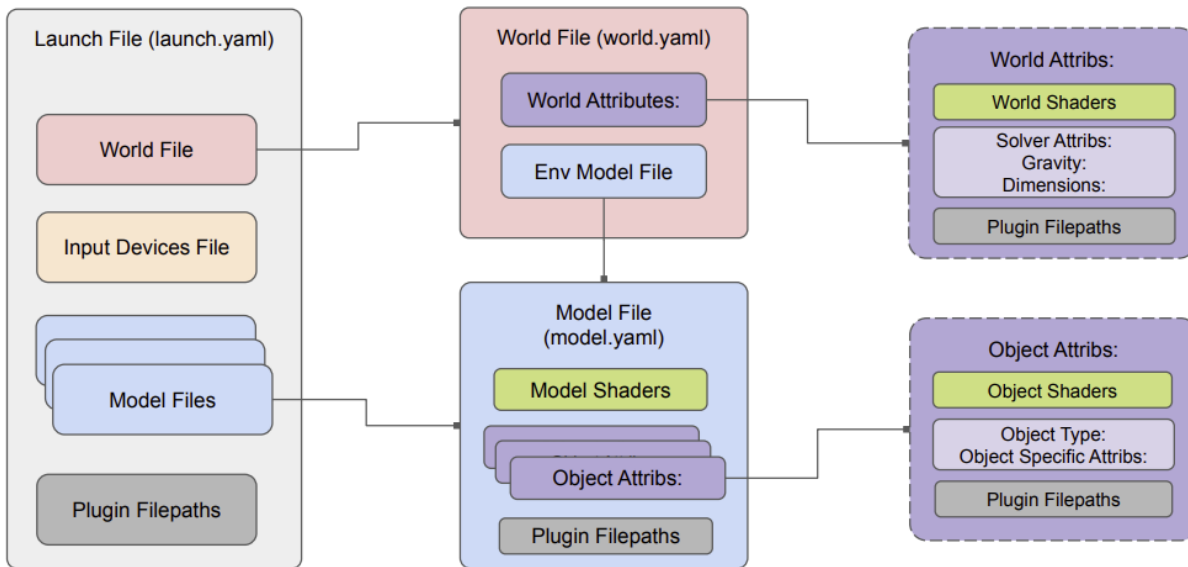 Launch File (launch.yaml)
World File
Input Devices File
Model Files
Plugin Filepaths
World File (world.yaml)
World Attributes:
Env Model File
Model File
(model.yaml)
Model Shaders
Object Attribs:
Plugin Filepaths
World Attribs:
World Shaders
Solver Attribs:
Gravity:
Dimensions:
Plugin Filepaths
Object Attribs:
Object Shaders
Object Type:
Object Specific Attribs:
Plugin Filepaths